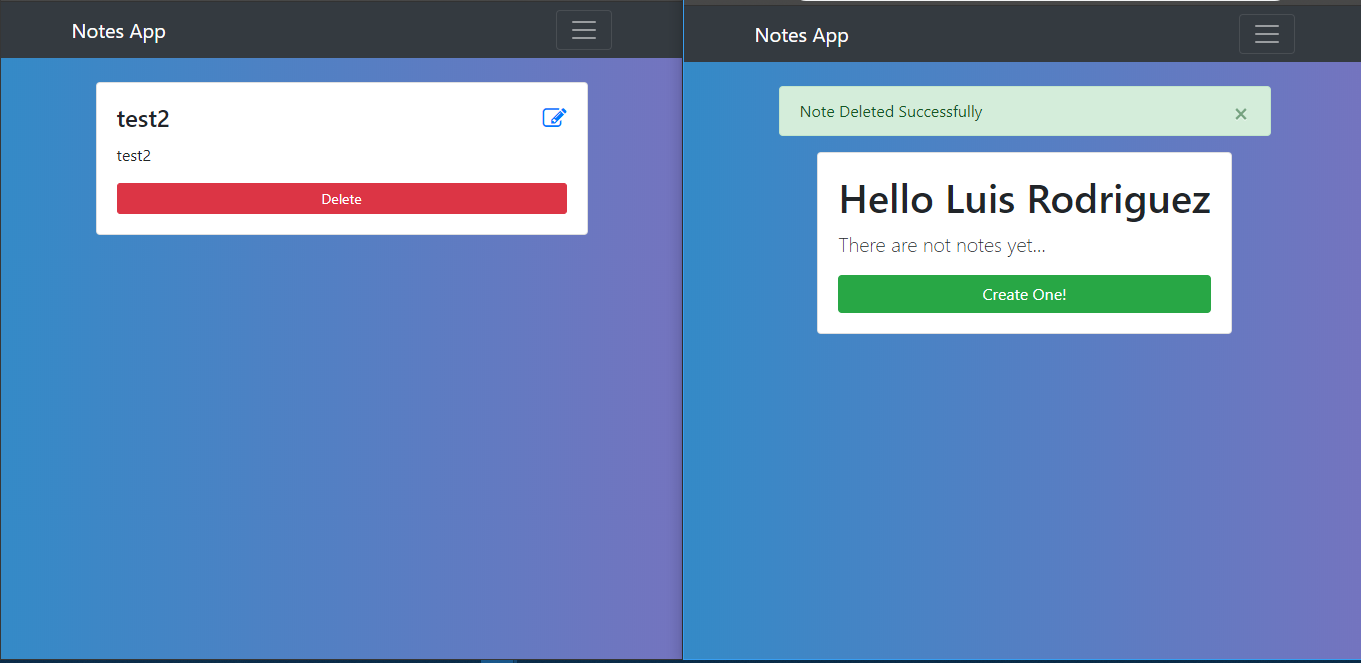 Notes App
test2
test2
Delete
Notes App
Note Deleted Successfully
×
Hello Luis Rodriguez
There are not notes yet...
Create One!